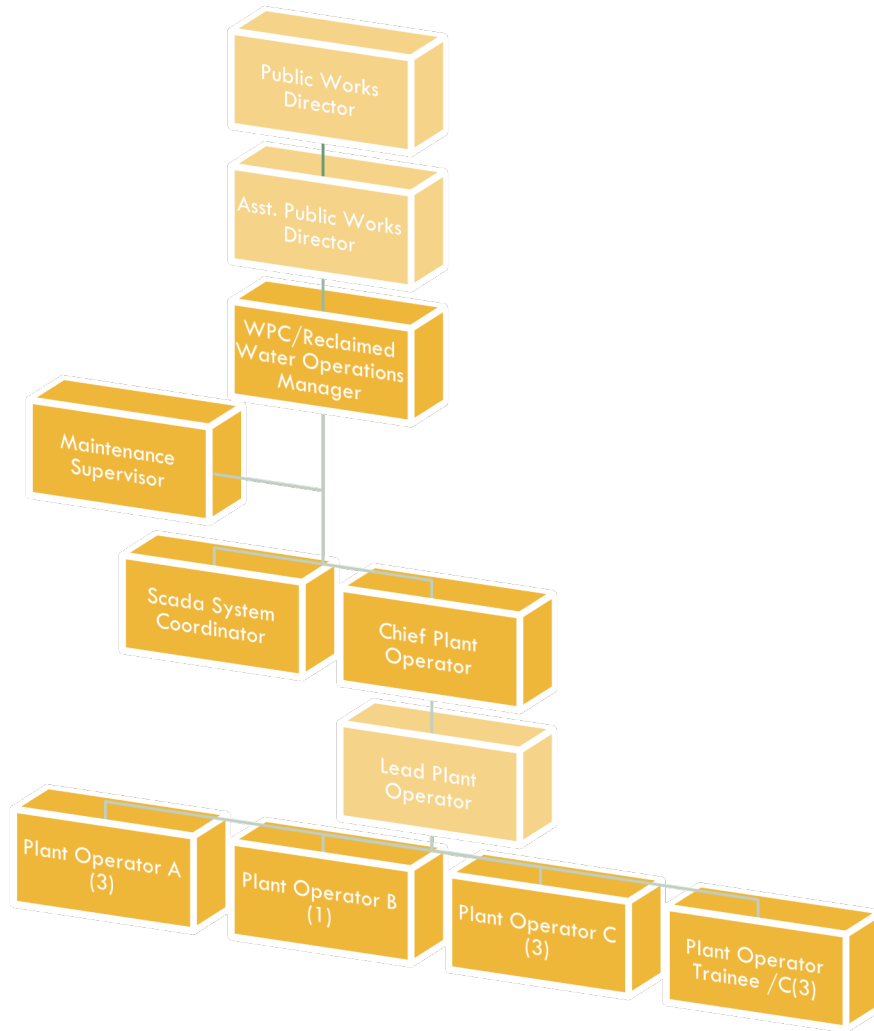 Public Works
Director
Asst. Public Works
Director
WPC/Reclaimed
Water Operations
Manager
Maintenance
Supervisor
Scada System
Coordinator
Chief Plant
Operator
Lead Plant
Operator
Plant Operator A
(3)
Plant Operator B
(1)
Plant Operator C
(3)
Plant Operator
Trainee /C(3)